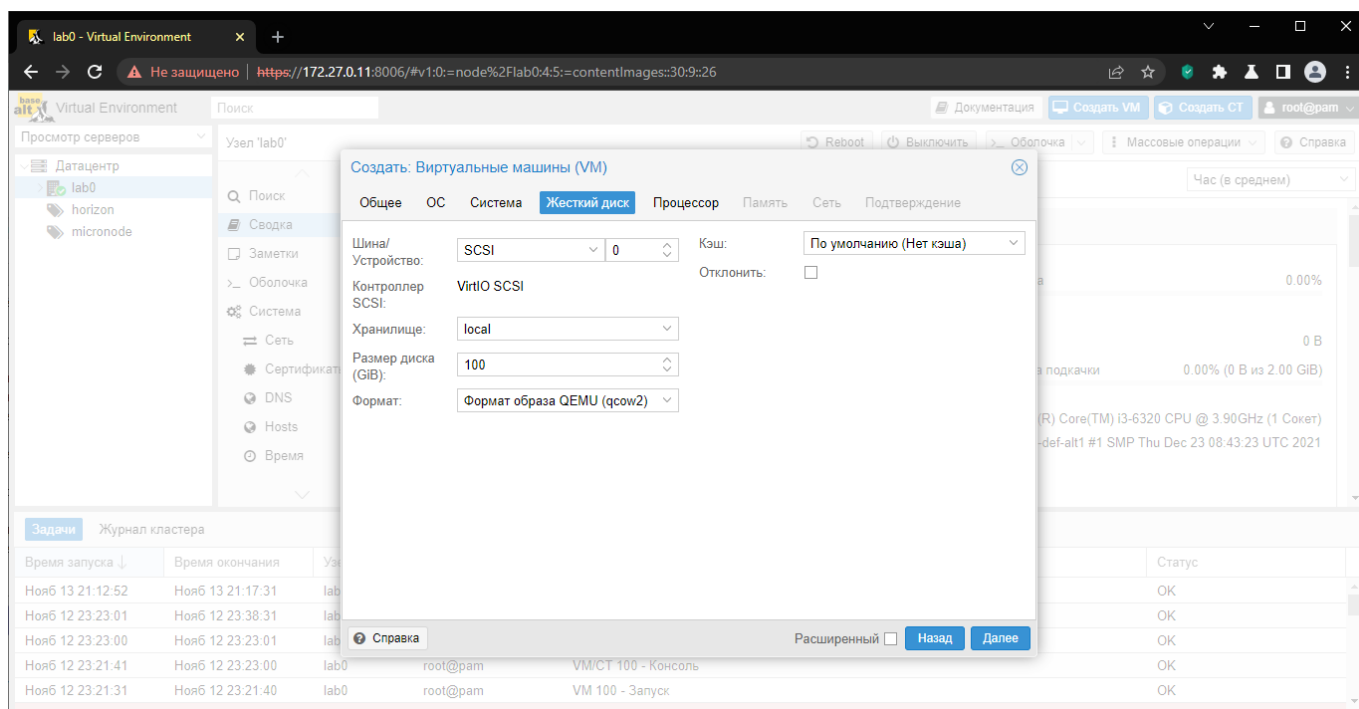 lab0 - Virtual Environment
Не защищено https://172.27.0.11:8006/#v1:0:=node%2Flab0:4:5:=contentImages::30:9::26
base alt Virtual Environment Поиск Документация Создать VM Создать CT root@pam
Просмотр серверов Узел 'lab0' Reboot Выключить Оболочка Массовые операции Справка
Датацентр
lab0
horizon
micronode
Поиск
Сводка
Заметки
Оболочка
Система
Сеть
DNS
Hosts
Время
Создать: Виртуальные машины (VM)
Общее ОС Система Жесткий диск Процессор Память Сеть Подтверждение
Шина/
Устройство: SCSI 0
Контроллер
SCSI: VirtIO SCSI
Хранилище: local
Размер диска
(GiB): 100
Формат: Формат образа QEMU (qcow2)
Кэш: По умолчанию (Нет кэша)
Отклонить:
Справка Расширенный Назад Далее
Час (в среднем)
0.00%
0 B
подкачки 0.00% (0 B из 2.00 GiB)
(R) Core(TM) i3-6320 CPU @ 3.90GHz (1 Сокет)
-def-alt1 #1 SMP Thu Dec 23 08:43:23 UTC 2021
Задачи Журнал кластера
Время запуска Время окончания Статус
Нояб 13 21:12:52 Нояб 13 21:17:31 OK
Нояб 12 23:23:01 Нояб 12 23:38:31 OK
Нояб 12 23:23:00 Нояб 12 23:23:01 OK
Нояб 12 23:21:41 Нояб 12 23:23:00 lab0 root@pam VM/CT 100 - Консоль OK
Нояб 12 23:21:31 Нояб 12 23:21:40 lab0 root@pam VM 100 - Запуск OK